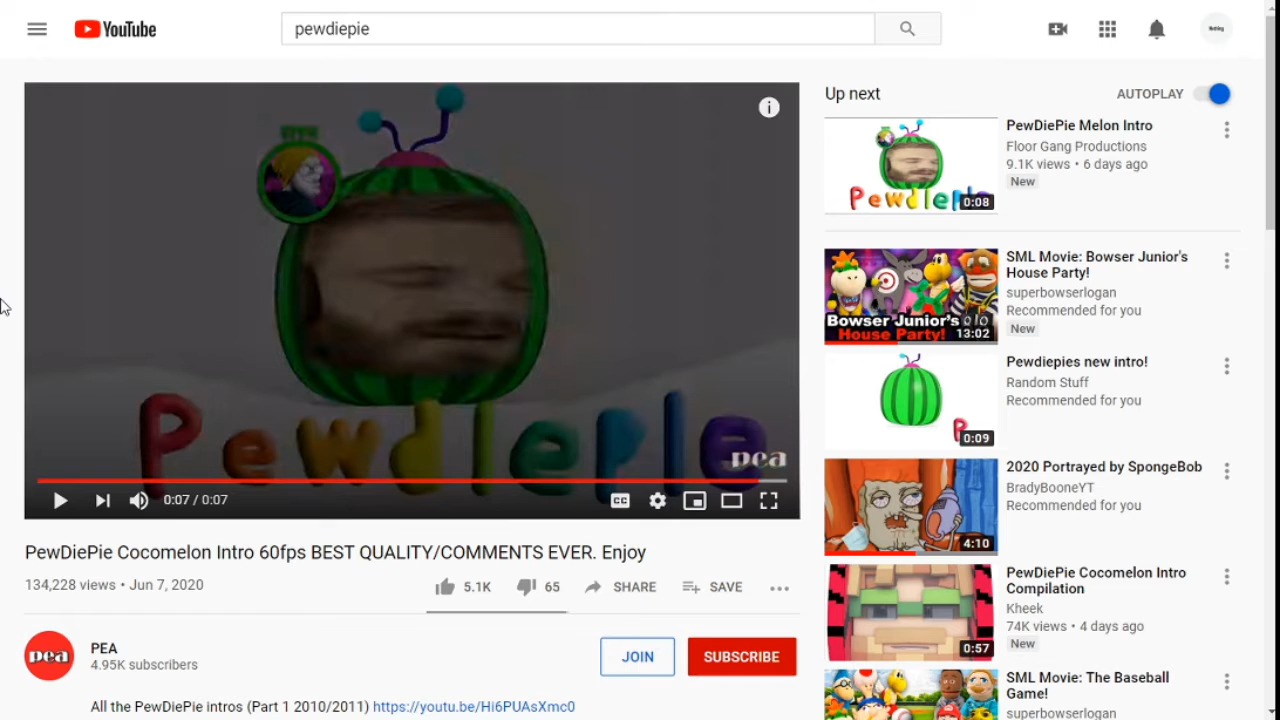 YouTube
pewdiepie
Nothing
PewdIePIe
pea
0:07 / 0:07
CC
PewDiePie Cocomelon Intro 60fps BEST QUALITY/COMMENTS EVER. Enjoy
134,228 views • Jun 7, 2020
5.1K 65 SHARE SAVE
pea
PEA
4.95K subscribers
JOIN SUBSCRIBE
All the PewDiePie intros (Part 1 2010/2011) https://youtu.be/Hi6PUAsXmc0
Up next
AUTOPLAY
PewdIeP
0:08
PewDiePie Melon Intro
Floor Gang Productions
9.1K views • 6 days ago
New
Bowser Junior's
House Party!
13:02
SML Movie: Bowser Junior's
House Party!
superbowserlogan
Recommended for you
New
P
0:09
Pewdiepies new intro!
Random Stuff
Recommended for you
4:10
2020 Portrayed by SpongeBob
BradyBooneYT
Recommended for you
0:57
PewDiePie Cocomelon Intro
Compilation
Kheek
74K views • 4 days ago
New
SML Movie: The Baseball
Game!
superbowserlogan